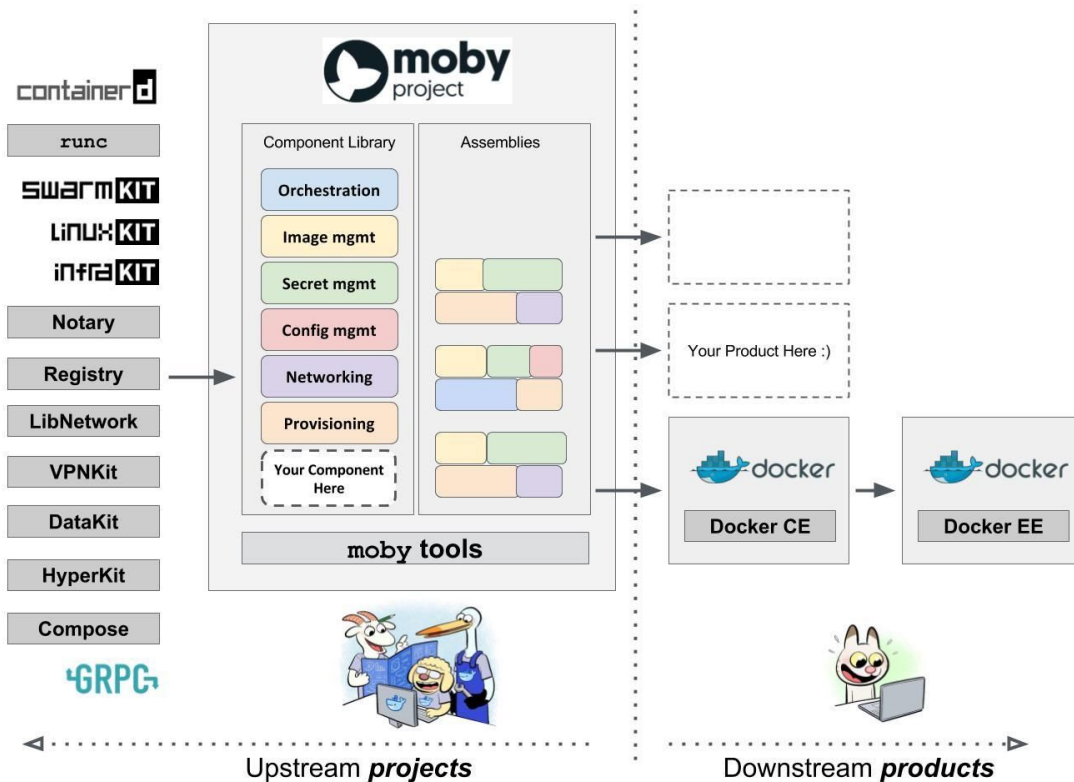 containerd
runc
swarmKIT
LinuxKIT
infraKIT
Notary
Registry
LibNetwork
VPNKit
DataKit
HyperKit
Compose
GRPC
moby
project
Component Library
Orchestration
Image mgmt
Secret mgmt
Config mgmt
Networking
Provisioning
Your Component
Here
Assemblies
moby tools
Your Product Here :)
docker
Docker CE
docker
Docker EE
Upstream projects
Downstream products